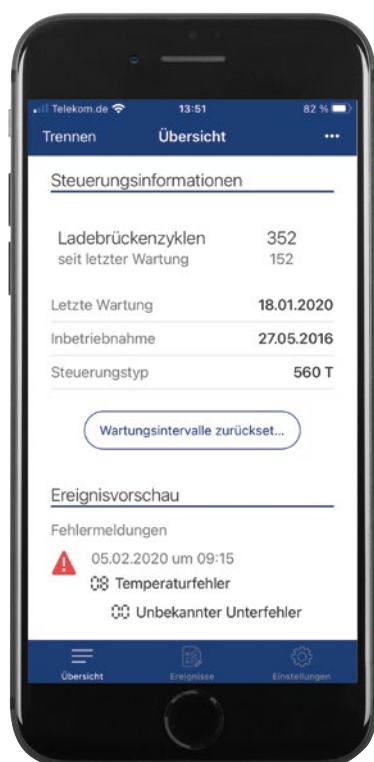 Telekom.de 13:51 82 %
Trennen Übersicht ...
Steuerungsinformationen
Ladebrückenzyklen 352
seit letzter Wartung 152
Letzte Wartung 18.01.2020
Inbetriebnahme 27.05.2016
Steuerungstyp 560 T
Wartungsintervalle zurückset...
Ereignisvorschau
Fehlermeldungen
05.02.2020 um 09:15
08 Temperaturfehler
00 Unbekannter Unterfehler
Übersicht Ereignisse Einstellungen